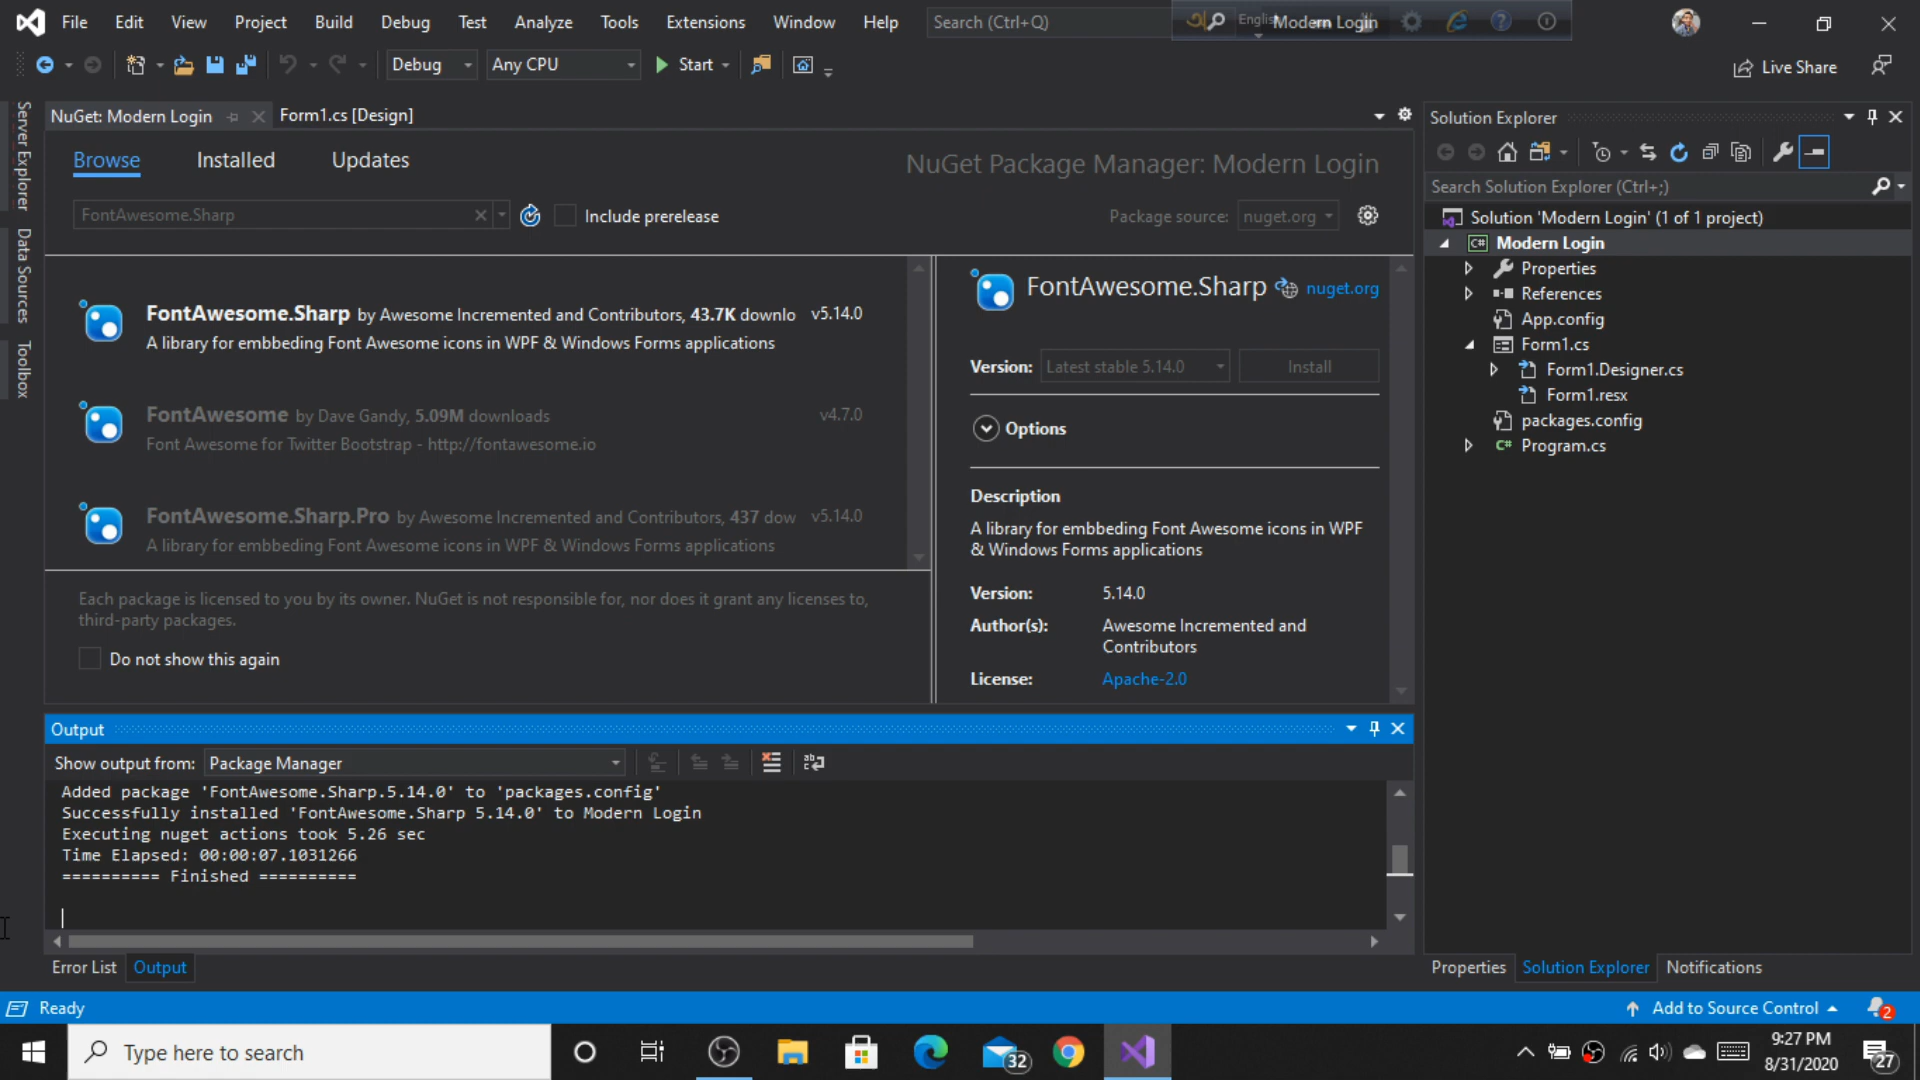 File Edit View Project Build Debug Test Analyze Tools Extensions Window Help Search (Ctrl+Q) Modern Login
Debug Any CPU Start Live Share
Server Explorer
Data Sources
Toolbox
NuGet: Modern Login Form1.cs [Design]
Browse Installed Updates NuGet Package Manager: Modern Login
FontAwesome.Sharp Include prerelease Package source: nuget.org
FontAwesome.Sharp by Awesome Incremented and Contributors, 43.7K downlo v5.14.0
A library for embbeding Font Awesome icons in WPF & Windows Forms applications
FontAwesome by Dave Gandy, 5.09M downloads v4.7.0
Font Awesome for Twitter Bootstrap - http://fontawesome.io
FontAwesome.Sharp.Pro by Awesome Incremented and Contributors, 437 dow v5.14.0
A library for embbeding Font Awesome icons in WPF & Windows Forms applications
Each package is licensed to you by its owner. NuGet is not responsible for, nor does it grant any licenses to,
third-party packages.
Do not show this again
FontAwesome.Sharp nuget.org
Version: Latest stable 5.14.0 Install
Options
Description
A library for embbeding Font Awesome icons in WPF
& Windows Forms applications
Version: 5.14.0
Author(s): Awesome Incremented and
Contributors
License: Apache-2.0
Output
Show output from: Package Manager
Added package 'FontAwesome.Sharp.5.14.0' to 'packages.config'
Successfully installed 'FontAwesome.Sharp 5.14.0' to Modern Login
Executing nuget actions took 5.26 sec
Time Elapsed: 00:00:07.1031266
========== Finished ==========
Error List Output
Solution Explorer
Search Solution Explorer (Ctrl+;)
Solution 'Modern Login' (1 of 1 project)
C# Modern Login
Properties
References
App.config
Form1.cs
Form1.Designer.cs
Form1.resx
packages.config
C# Program.cs
Properties Solution Explorer Notifications
Ready Add to Source Control 2
Type here to search 32 9:27 PM
8/31/2020 27